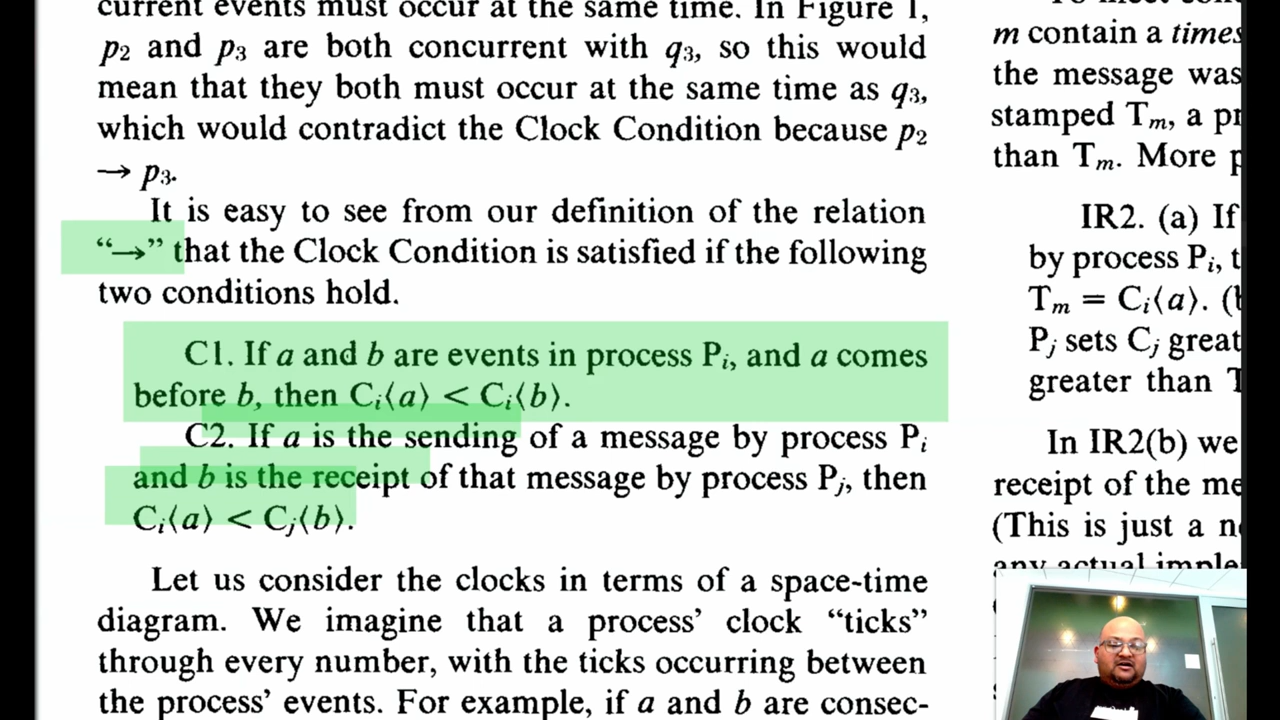 current events must occur at the same time. In Figure 1,
p2 and p3 are both concurrent with q3, so this would
mean that they both must occur at the same time as q3,
which would contradict the Clock Condition because p2
→ p3.
It is easy to see from our definition of the relation
“→” that the Clock Condition is satisfied if the following
two conditions hold.
C1. If a and b are events in process Pi, and a comes
before b, then Ci⟨a⟩ < Ci⟨b⟩.
C2. If a is the sending of a message by process Pi
and b is the receipt of that message by process Pj, then
Ci⟨a⟩ < Cj⟨b⟩.
Let us consider the clocks in terms of a space-time
diagram. We imagine that a process’ clock “ticks”
through every number, with the ticks occurring between
the process’ events. For example, if a and b are consec-
m contain a times
the message was
stamped Tm, a pr
than Tm. More p
IR2. (a) If
by process Pi, t
Tm = Ci⟨a⟩. (b
Pj sets Cj great
greater than T
In IR2(b) we
receipt of the me
(This is just a n
any actual imple